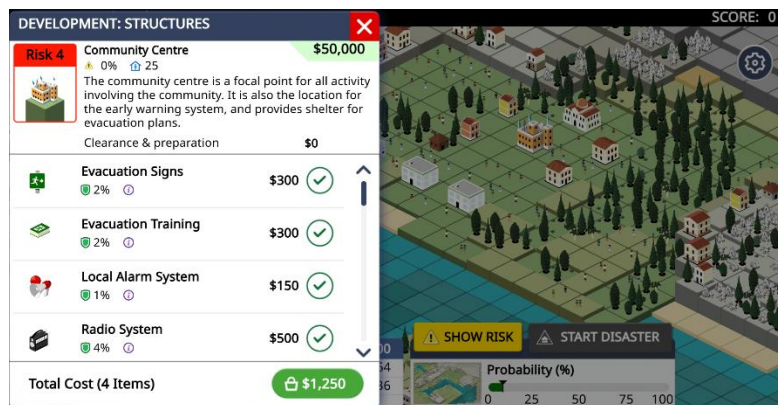 DEVELOPMENT: STRUCTURES
SCORE: 0
Risk 4
Community Centre
$50,000
0% 25
The community centre is a focal point for all activity
involving the community. It is also the location for
the early warning system, and provides shelter for
evacuation plans.
Clearance & preparation $0
Evacuation Signs
2%
$300
Evacuation Training
2%
$300
Local Alarm System
1%
$150
Radio System
4%
$500
Total Cost (4 Items) $1,250
SHOW RISK
START DISASTER
Probability (%)
0 25 50 75 100